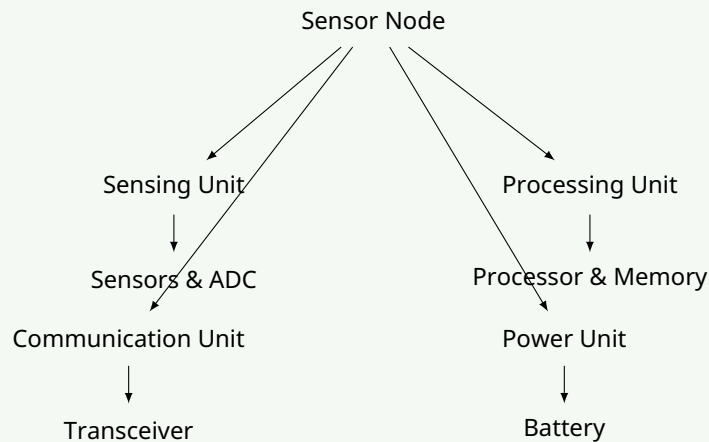 Sensor Node
Sensing Unit
Processing Unit
Sensors & ADC
Processor & Memory
Communication Unit
Power Unit
Transceiver
Battery